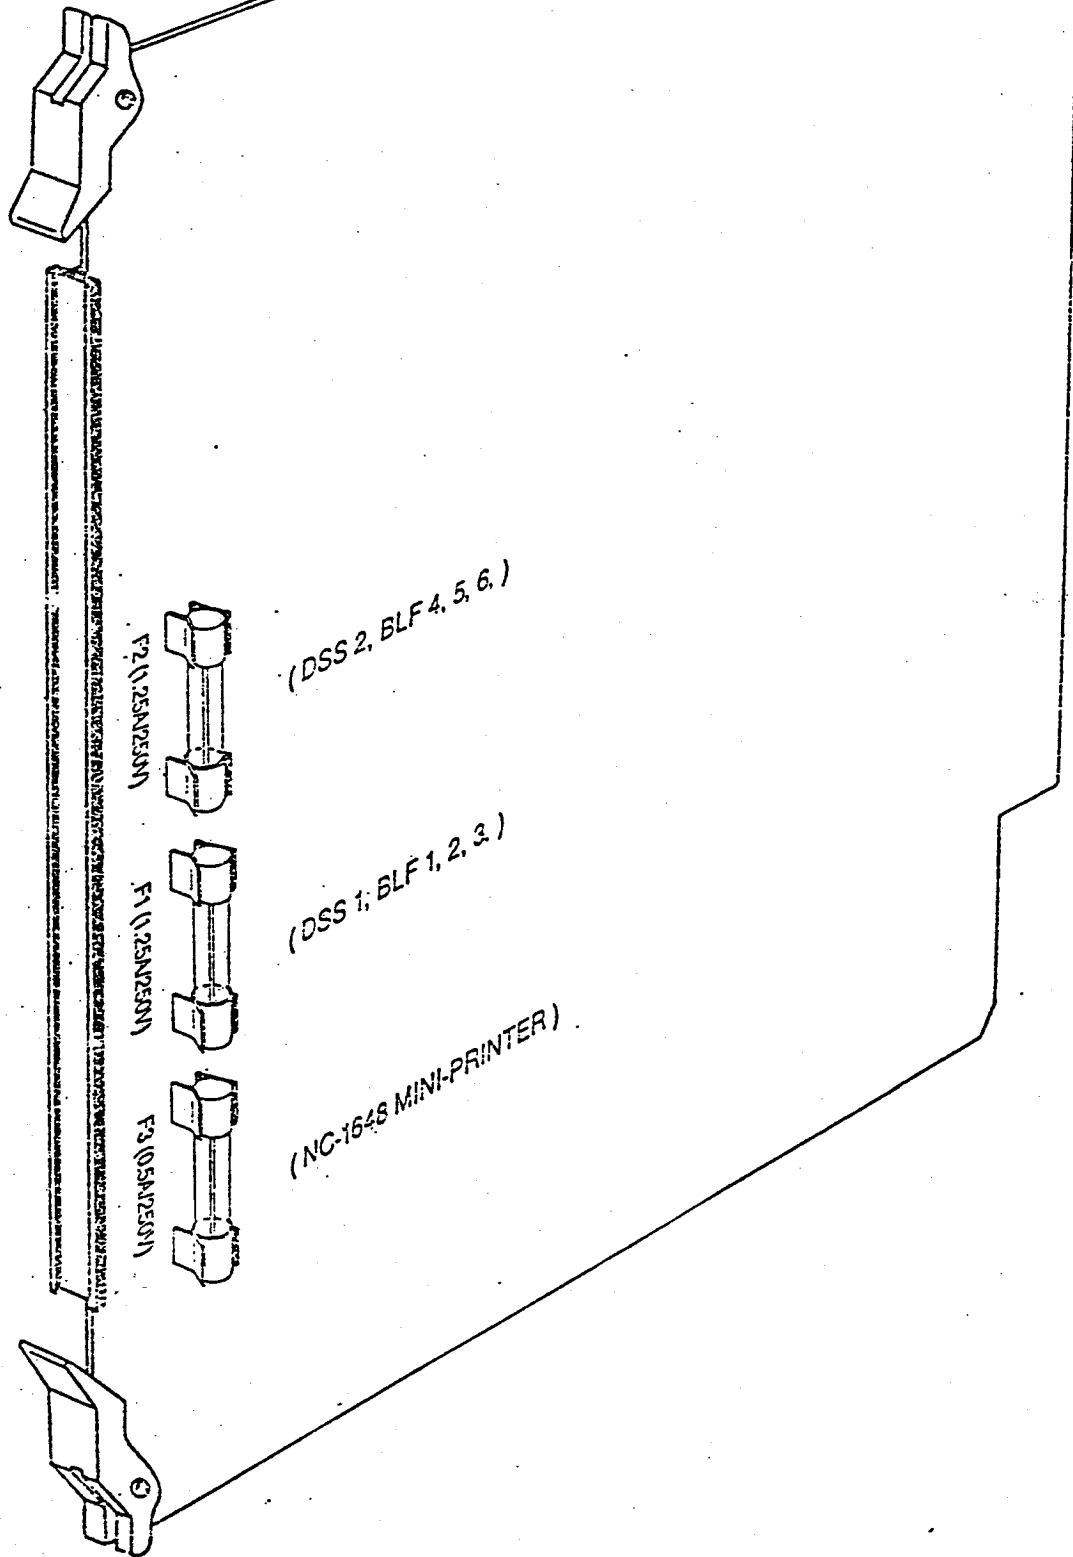 F2 (1.25A/250V)
( DSS 2, BLF 4, 5, 6, )
F1 (1.25A/250V)
( DSS 1, BLF 1, 2, 3. )
F3 (0.5A/250V)
( NC-1648 MINI-PRINTER )